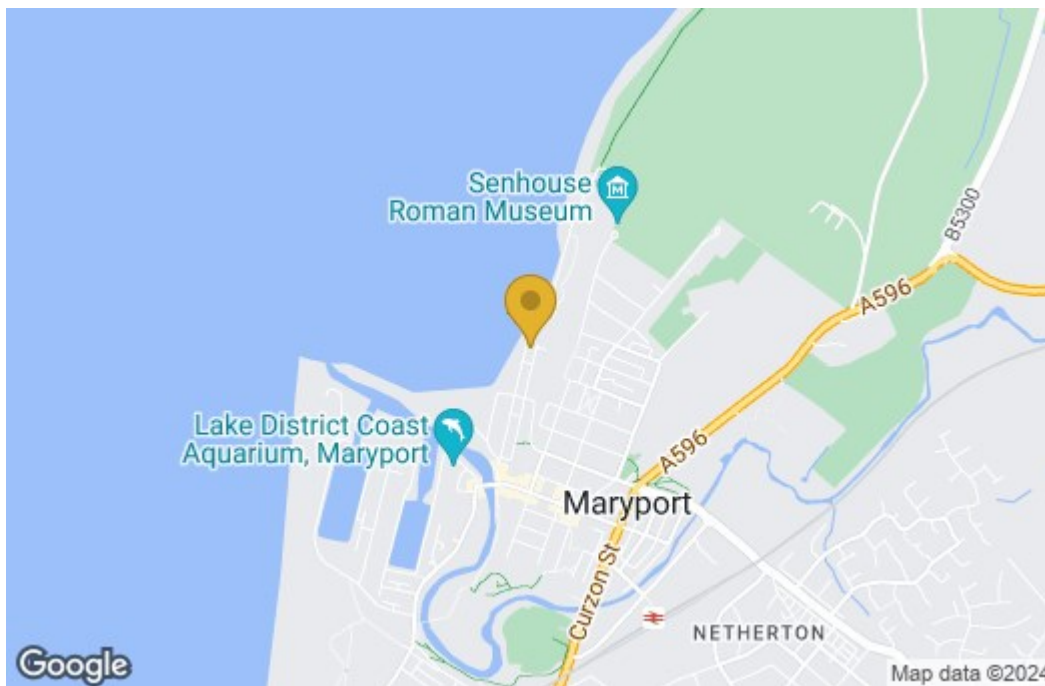 Senhouse
Roman Museum
B5300
A596
Lake District Coast
Aquarium, Maryport
A596
Maryport
Curzon St
NETHERTON
Google
Map data ©2024